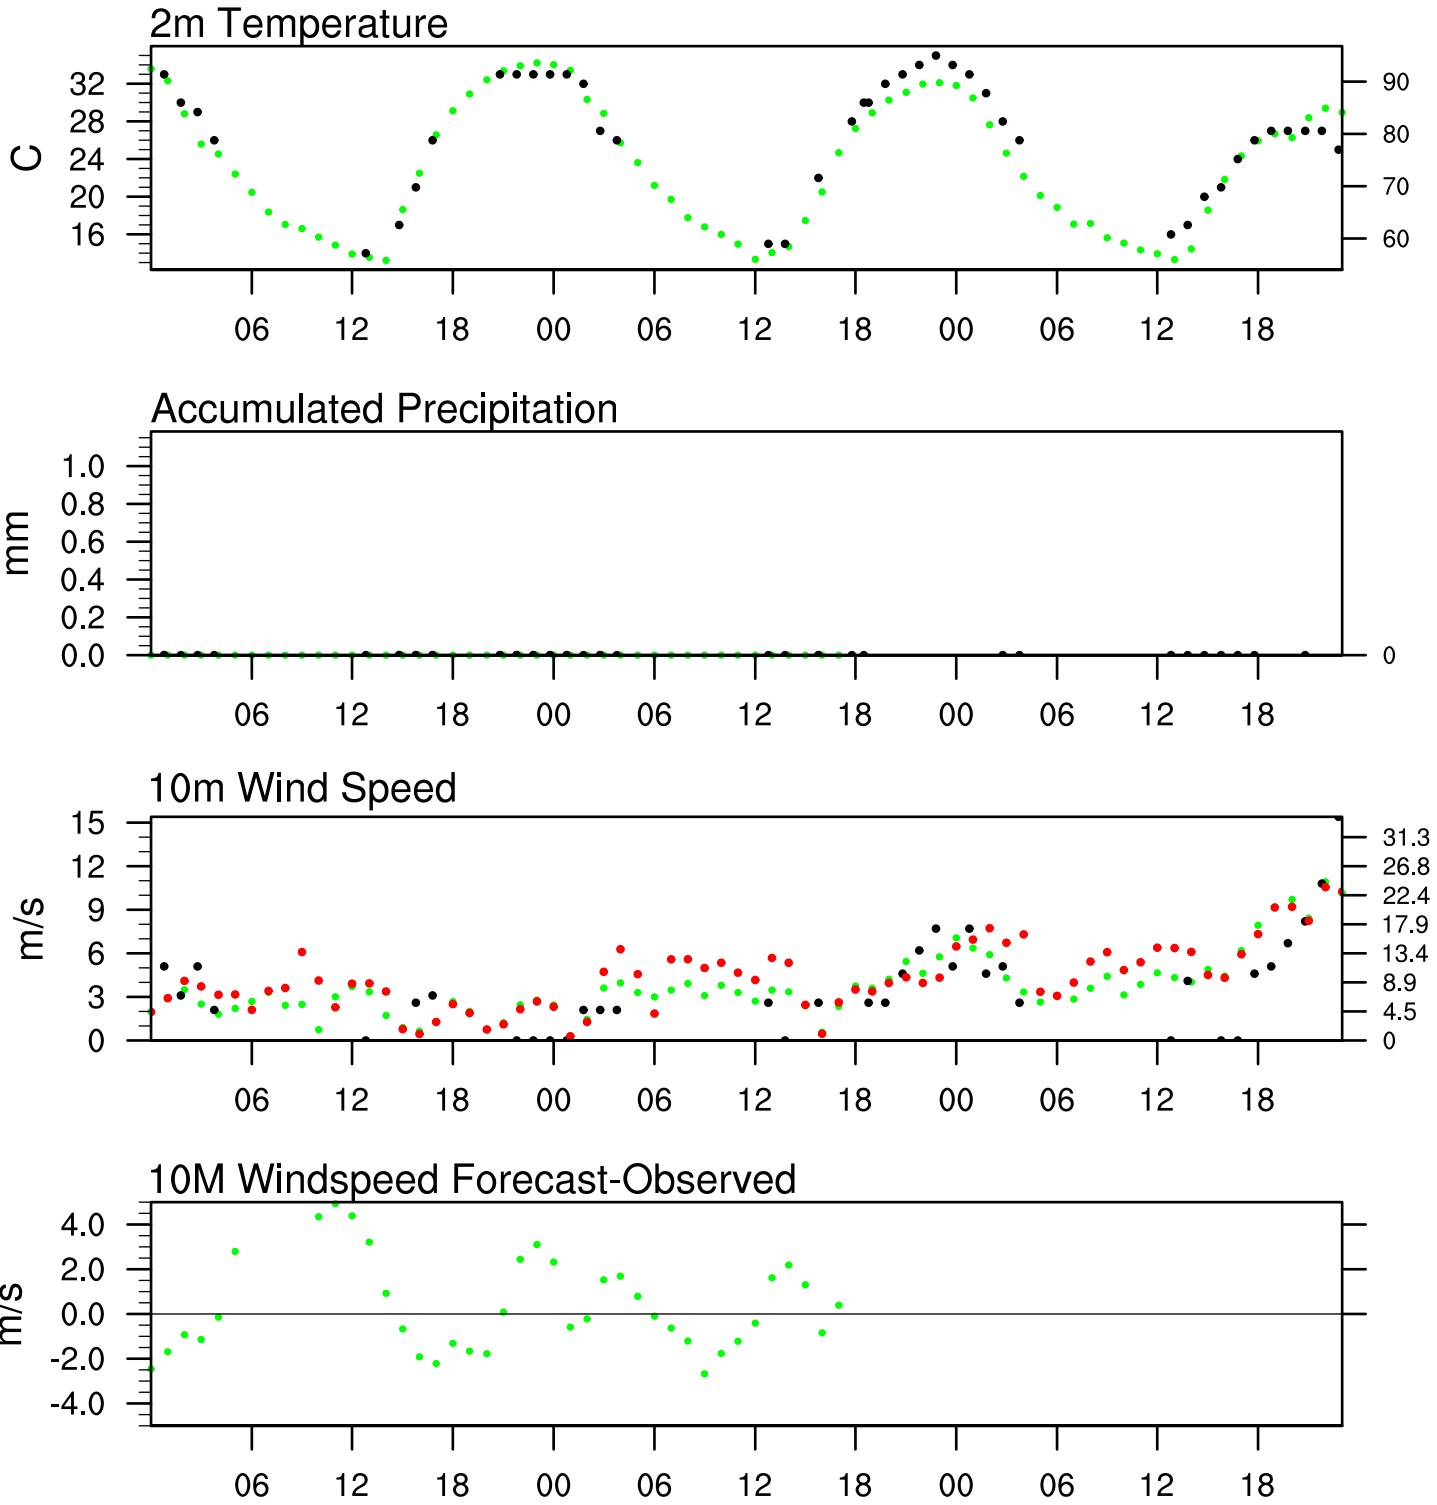 2m Temperature
32
28
24
20
16
C
90
80
70
60
06 12 18 00 06 12 18 00 06 12 18
Accumulated Precipitation
1.0
0.8
0.6
0.4
0.2
0.0
mm
0
06 12 18 00 06 12 18 00 06 12 18
10m Wind Speed
15
12
9
6
3
0
m/s
31.3
26.8
22.4
17.9
13.4
8.9
4.5
0
06 12 18 00 06 12 18 00 06 12 18
10M Windspeed Forecast-Observed
4.0
2.0
0.0
-2.0
-4.0
m/s
06 12 18 00 06 12 18 00 06 12 18